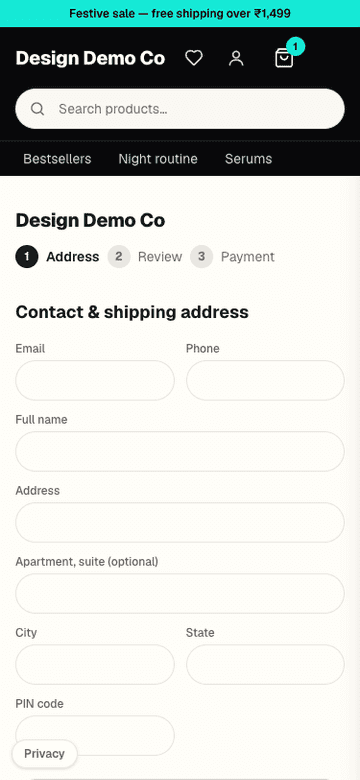 Festive sale — free shipping over ₹1,499
Design Demo Co
1
Search products...
Bestsellers Night routine Serums
Design Demo Co
1 Address 2 Review 3 Payment
Contact & shipping address
Email Phone
Full name
Address
Apartment, suite (optional)
City State
PIN code
Privacy